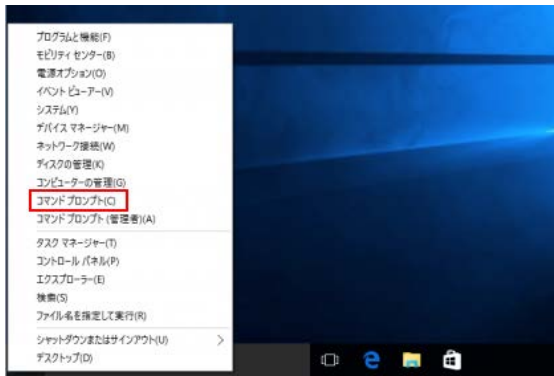 プログラムと機能(F)
モビリティ センター(B)
電源オプション(O)
イベント ビューアー(V)
システム(Y)
デバイス マネージャー(M)
ネットワーク接続(W)
ディスクの管理(K)
コンピューターの管理(G)
コマンド プロンプト(C)
コマンド プロンプト (管理者)(A)
タスク マネージャー(T)
コントロール パネル(P)
エクスプローラー(E)
検索(S)
ファイル名を指定して実行(R)
シャットダウンまたはサインアウト(U)
デスクトップ(D)